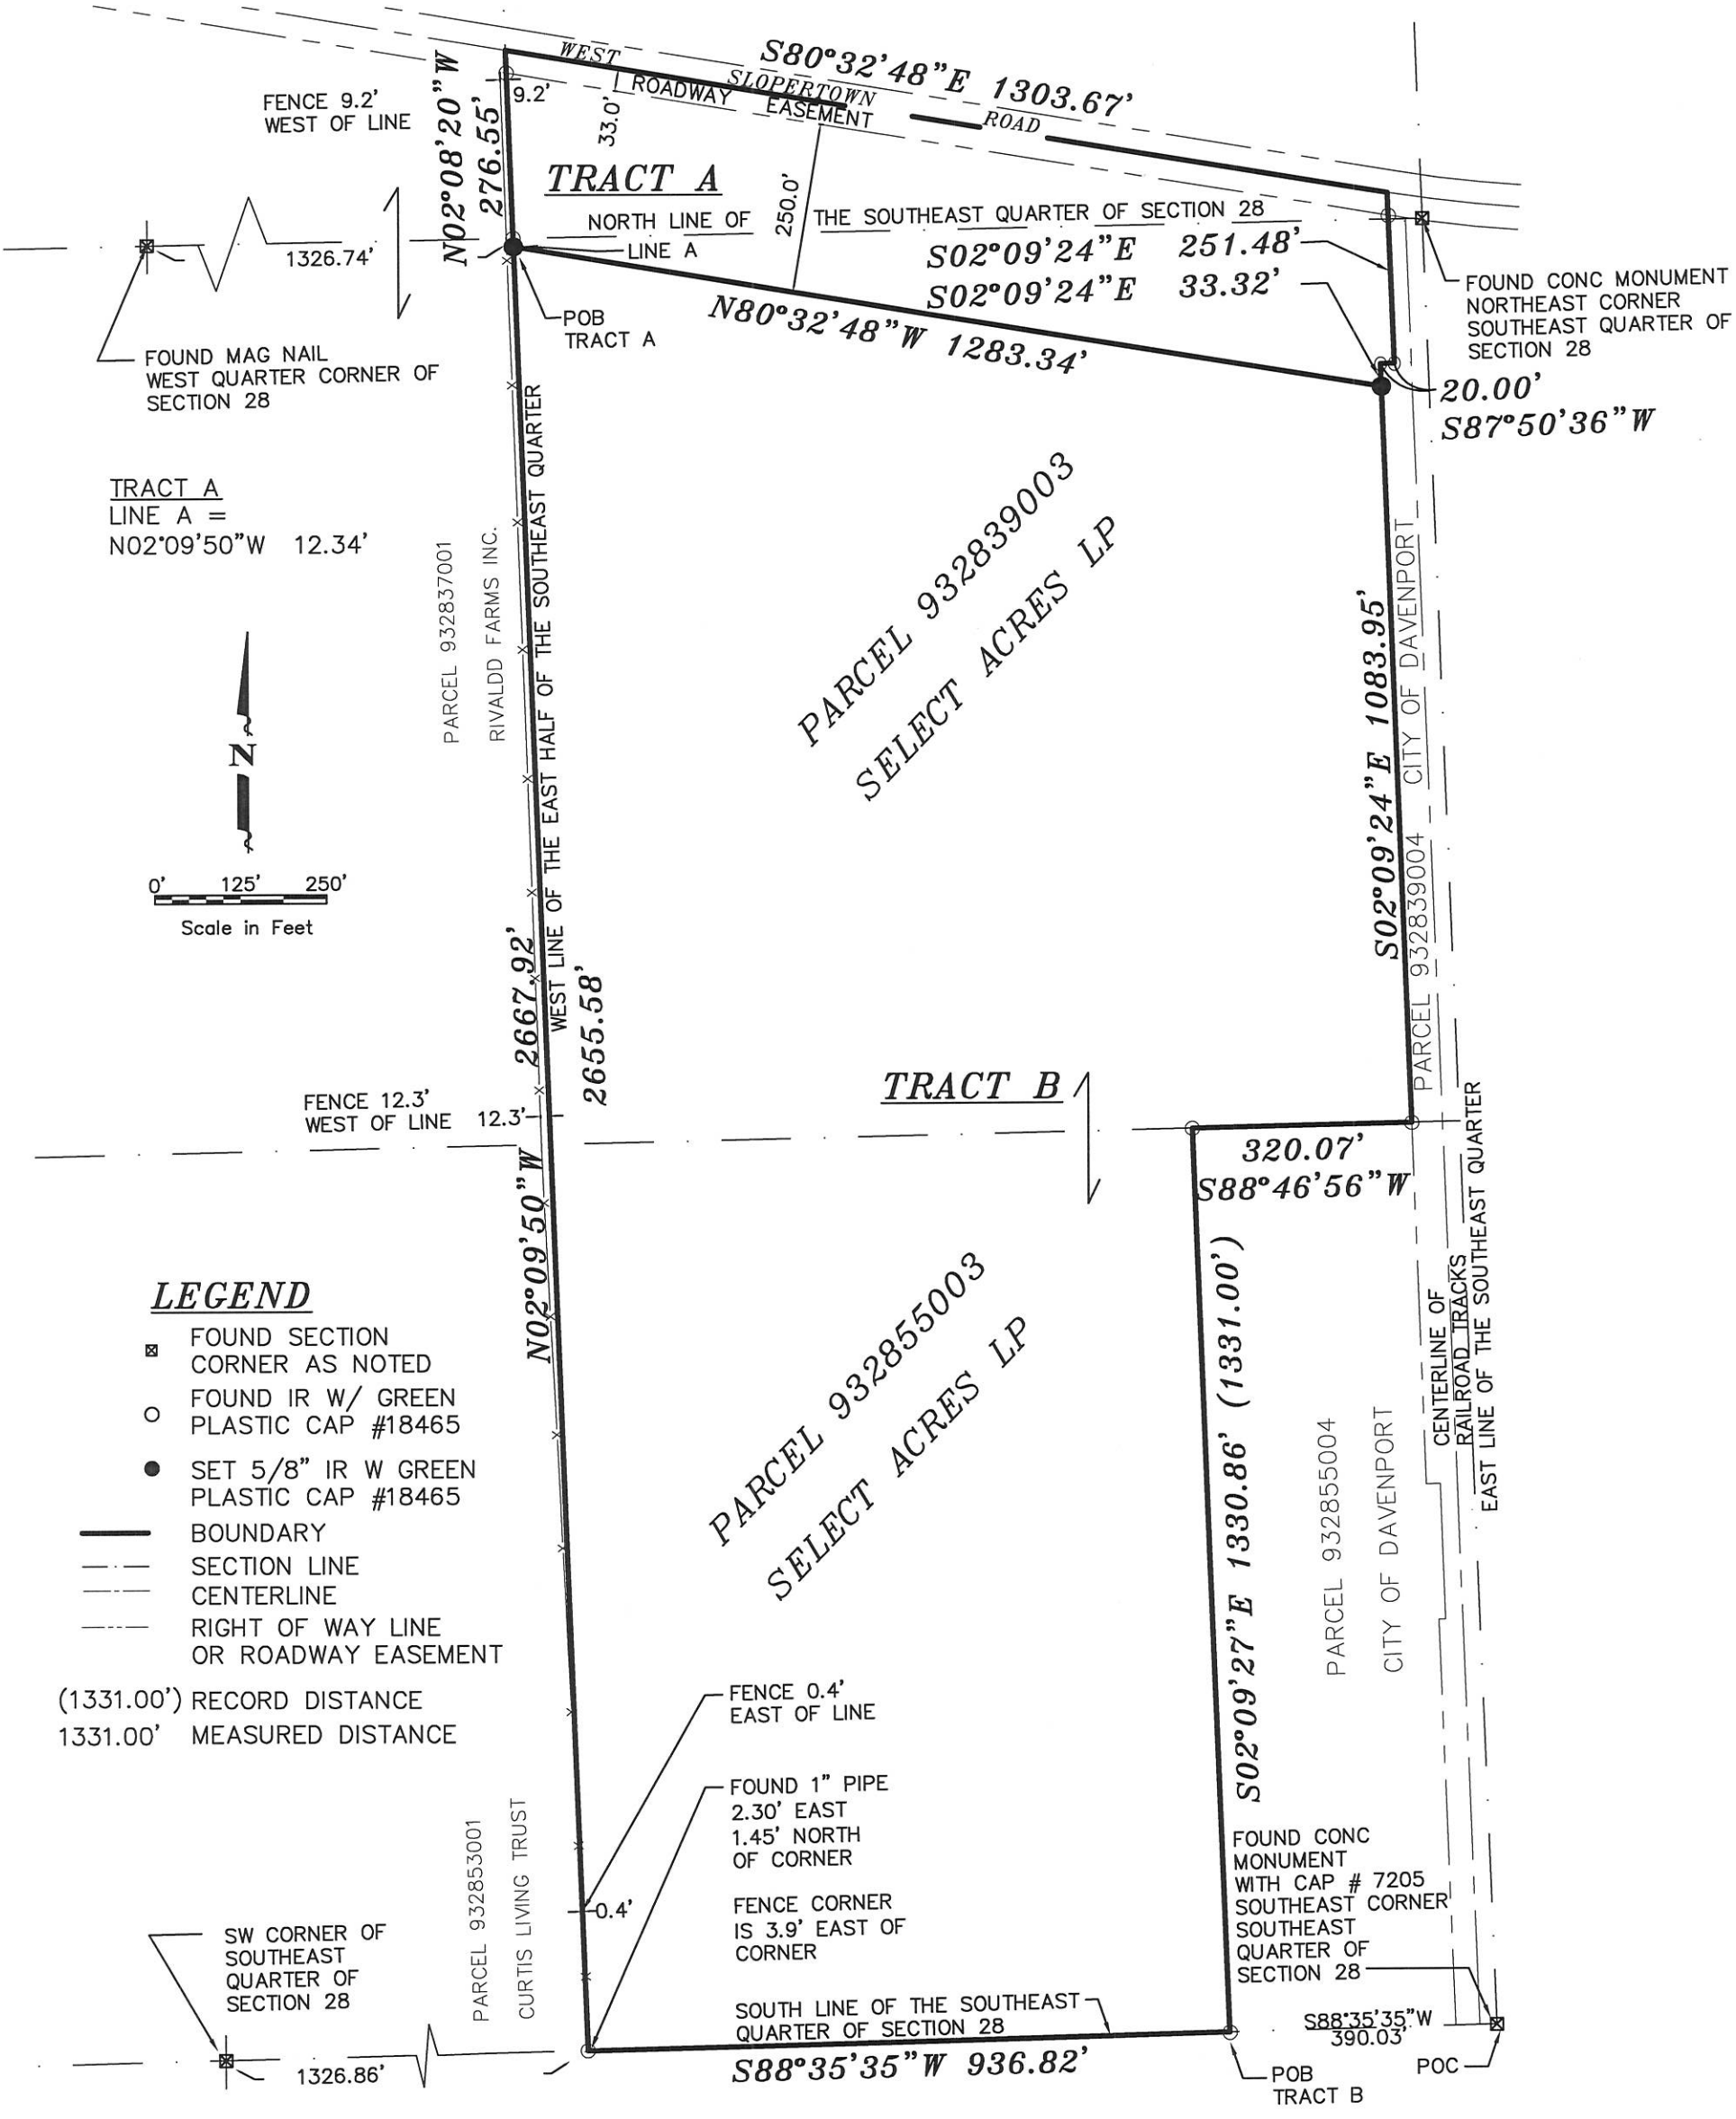 WEST
SLOPERTOWN
ROAD
S80°32'48"E 1303.67'
ROADWAY EASEMENT
FENCE 9.2'
WEST OF LINE
9.2'
33.0'
N02°08'20"W
276.55'
TRACT A
250.0'
NORTH LINE OF THE SOUTHEAST QUARTER OF SECTION 28
LINE A
1326.74'
S02°09'24"E 251.48'
S02°09'24"E 33.32'
N80°32'48"W 1283.34'
POB
TRACT A
FOUND CONC MONUMENT
NORTHEAST CORNER
SOUTHEAST QUARTER OF
SECTION 28
FOUND MAG NAIL
WEST QUARTER CORNER OF
SECTION 28
20.00'
S87°50'36"W
TRACT A
LINE A =
N02°09'50"W 12.34'
PARCEL 932837001
RIVALDD FARMS INC.
WEST LINE OF THE EAST HALF OF THE SOUTHEAST QUARTER
PARCEL 932839003
SELECT ACRES LP
S02°09'24"E 1083.95'
PARCEL 932839004 CITY OF DAVENPORT
N
0' 125' 250'
Scale in Feet
2667.92'
2655.58'
TRACT B
FENCE 12.3'
WEST OF LINE
12.3'
320.07'
S88°46'56"W
N02°09'50"W
LEGEND
FOUND SECTION
CORNER AS NOTED
FOUND IR W/ GREEN
PLASTIC CAP #18465
SET 5/8" IR W GREEN
PLASTIC CAP #18465
BOUNDARY
SECTION LINE
CENTERLINE
RIGHT OF WAY LINE
OR ROADWAY EASEMENT
(1331.00') RECORD DISTANCE
1331.00' MEASURED DISTANCE
PARCEL 932855003
SELECT ACRES LP
S02°09'27"E 1330.86' (1331.00')
PARCEL 932855004
CITY OF DAVENPORT
CENTERLINE OF
RAILROAD TRACKS
EAST LINE OF THE SOUTHEAST QUARTER
FENCE 0.4'
EAST OF LINE
FOUND 1" PIPE
2.30' EAST
1.45' NORTH
OF CORNER
FENCE CORNER
IS 3.9' EAST OF
CORNER
0.4'
PARCEL 932853001
CURTIS LIVING TRUST
SW CORNER OF
SOUTHEAST
QUARTER OF
SECTION 28
1326.86'
FOUND CONC
MONUMENT
WITH CAP # 7205
SOUTHEAST CORNER
SOUTHEAST
QUARTER OF
SECTION 28
SOUTH LINE OF THE SOUTHEAST
QUARTER OF SECTION 28
S88°35'35"W 936.82'
S88°35'35"W
390.03'
POB
TRACT B
POC